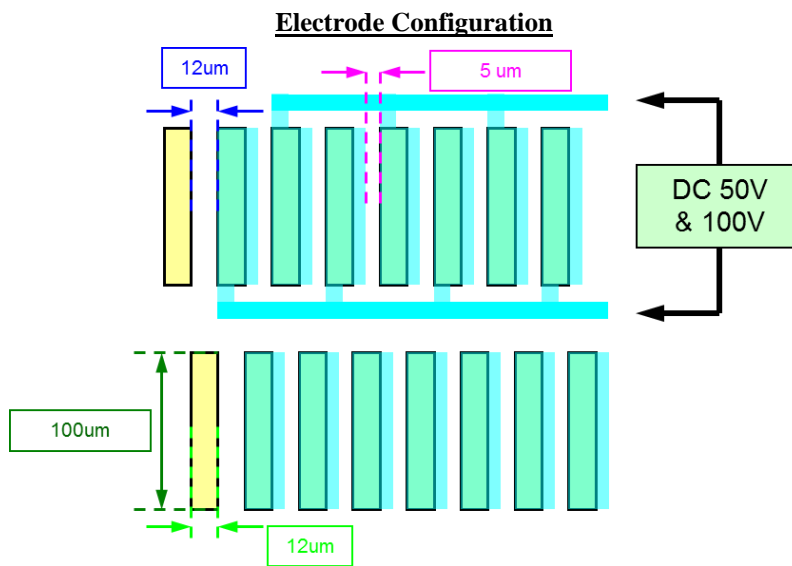 Electrode Configuration
12um
5 um
DC 50V
& 100V
100um
12um